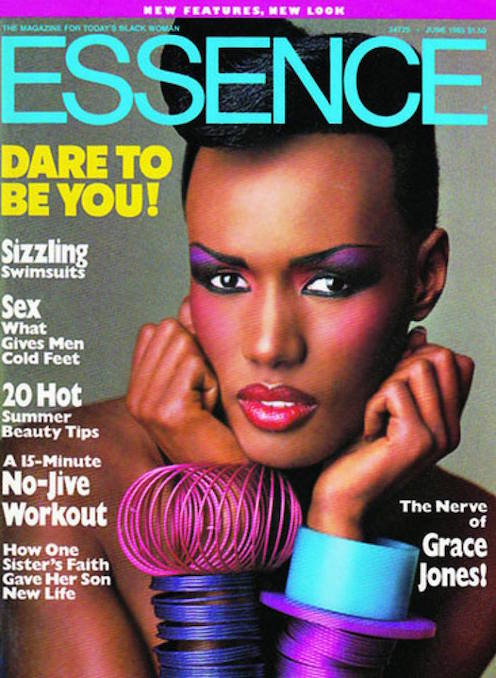 NEW FEATURES, NEW LOOK
THE MAGAZINE FOR TODAY'S BLACK WOMAN
JUNE 1985 $1.50
ESSENCE
DARE TO
BE YOU!
Sizzling
Swimsuits
Sex
What
Gives Men
Cold Feet
20 Hot
Summer
Beauty Tips
A 15-Minute
No-Jive
Workout
How One
Sister's Faith
Gave Her Son
New Life
The Nerve
of
Grace
Jones!